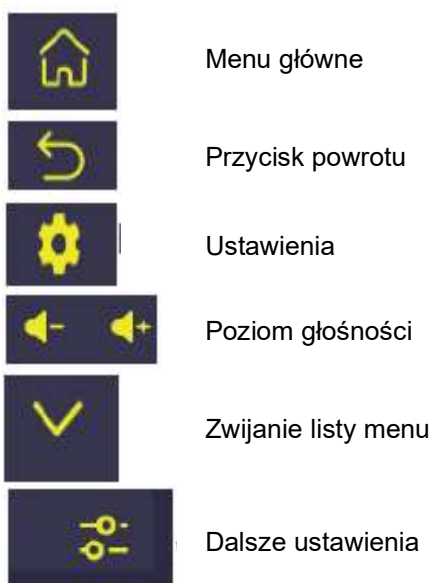 Menu główne
Przycisk powrotu
Ustawienia
Poziom głośności
Zwijanie listy menu
Dalsze ustawienia